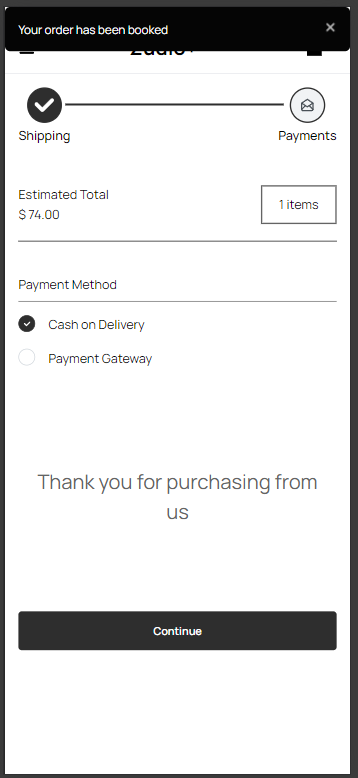 Your order has been booked
Shipping
Payments
Estimated Total
$ 74.00
1 items
Payment Method
Cash on Delivery
Payment Gateway
Thank you for purchasing from
us
Continue